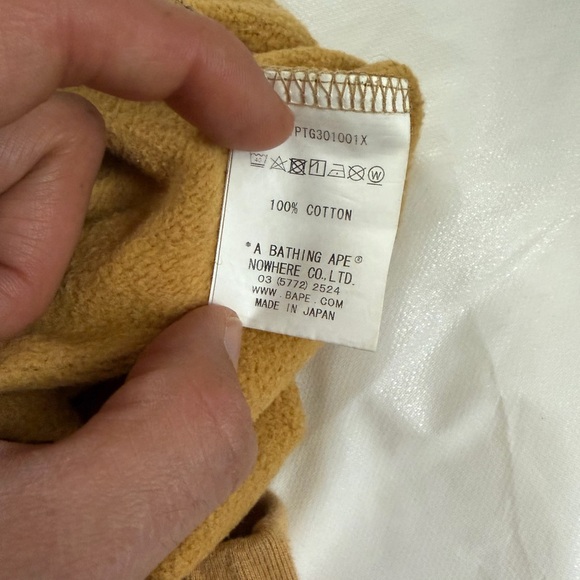 PTG301001X
100% COTTON
® A BATHING APE ®
NOWHERE CO., LTD.
03 (5772) 2524
WWW.BAPE.COM
MADE IN JAPAN